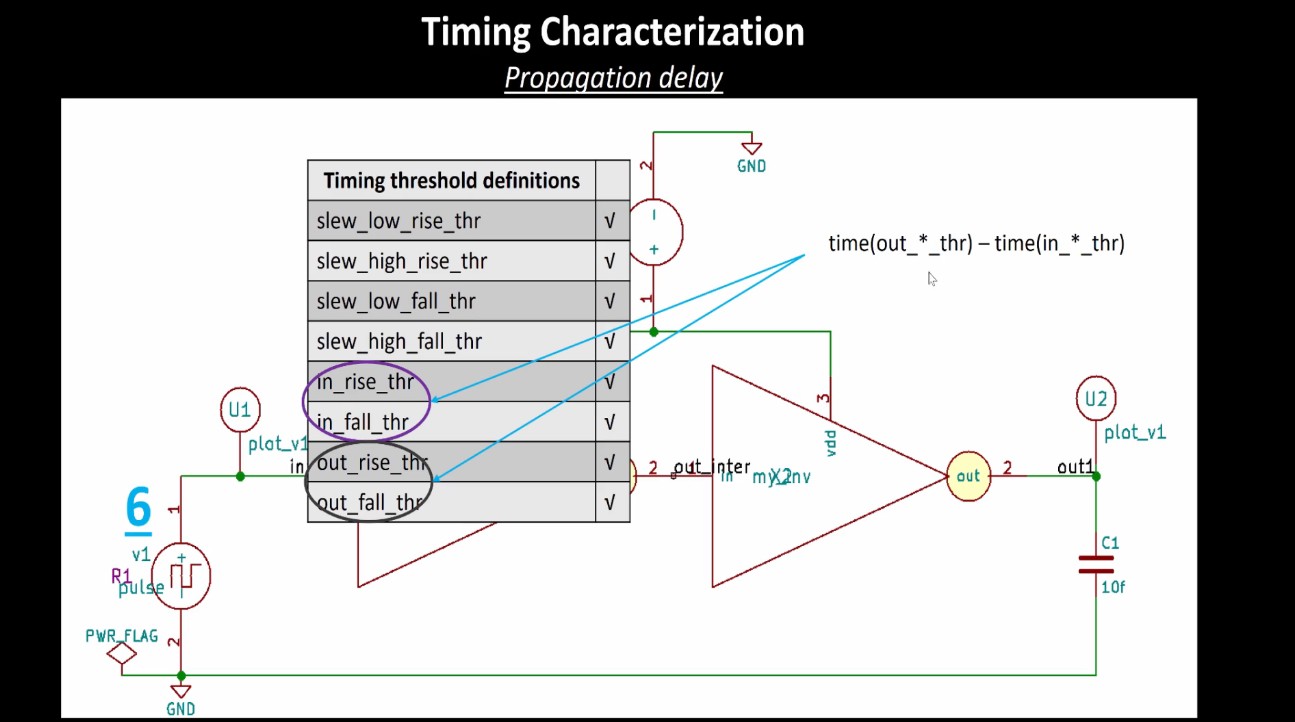 Timing Characterization
Propagation delay
2
GND
Timing threshold definitions
slew_low_rise_thr √
slew_high_rise_thr √
slew_low_fall_thr √
slew_high_fall_thr √
in_rise_thr √
in_fall_thr √
out_rise_thr √
out_fall_thr √
-
+
1
time(out_*_thr) – time(in_*_thr)
U1
plot_v1
in
3
vdd
U2
plot_v1
2
out_inter
in
out
2
out1
6
1
v1
+
R1
pulse
C1
10f
PWR_FLAG
2
GND